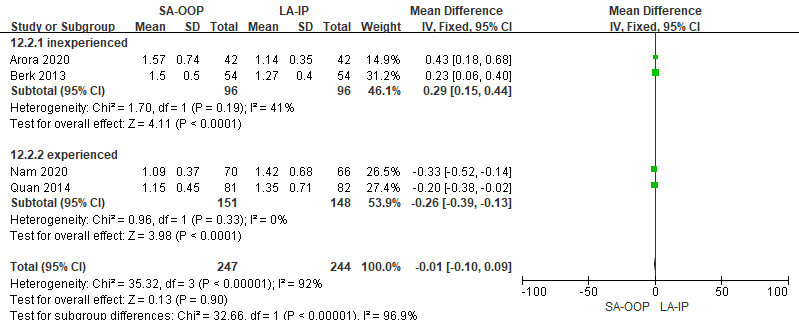 SA-OOP LA-IP Mean Difference Mean Difference
Study or Subgroup Mean SD Total Mean SD Total Weight IV, Fixed, 95% CI IV, Fixed, 95% CI
12.2.1 inexperienced
Arora 2020 1.57 0.74 42 1.14 0.35 42 14.9% 0.43 [0.18, 0.68]
Berk 2013 1.5 0.5 54 1.27 0.4 54 31.2% 0.23 [0.06, 0.40]
Subtotal (95% CI) 96 96 46.1% 0.29 [0.15, 0.44]
Heterogeneity: Chi² = 1.70, df = 1 (P = 0.19); I² = 41%
Test for overall effect: Z = 4.11 (P < 0.0001)
12.2.2 experienced
Nam 2020 1.09 0.37 70 1.42 0.68 66 26.5% -0.33 [-0.52, -0.14]
Quan 2014 1.15 0.45 81 1.35 0.71 82 27.4% -0.20 [-0.38, -0.02]
Subtotal (95% CI) 151 148 53.9% -0.26 [-0.39, -0.13]
Heterogeneity: Chi² = 0.96, df = 1 (P = 0.33); I² = 0%
Test for overall effect: Z = 3.98 (P < 0.0001)
Total (95% CI) 247 244 100.0% -0.01 [-0.10, 0.09]
Heterogeneity: Chi² = 35.32, df = 3 (P < 0.00001); I² = 92%
Test for overall effect: Z = 0.13 (P = 0.90)
Test for subgroup differences: Chi² = 32.66, df = 1 (P < 0.00001), I² = 96.9%
-100 -50 0 50 100
SA-OOP LA-IP